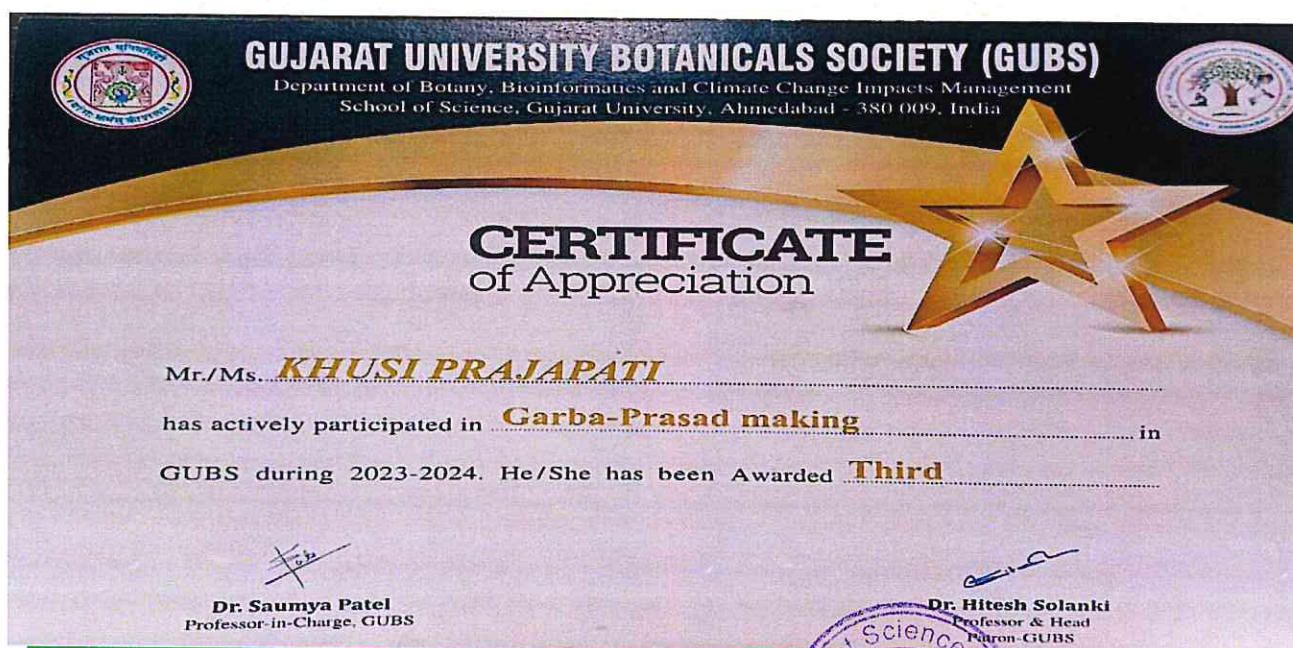 GUJARAT UNIVERSITY BOTANICALS SOCIETY (GUBS)
Department of Botany, Bioinformatics and Climate Change Impacts Management
School of Science, Gujarat University, Ahmedabad - 380 009, India
CERTIFICATE
of Appreciation
Mr./Ms. KHUSI PRAJAPATI
has actively participated in Garba-Prasad making in
GUBS during 2023-2024. He/She has been Awarded Third
Dr. Saumya Patel
Professor-in-Charge, GUBS
Dr. Hitesh Solanki
Professor & Head
Patron-GUBS
Science